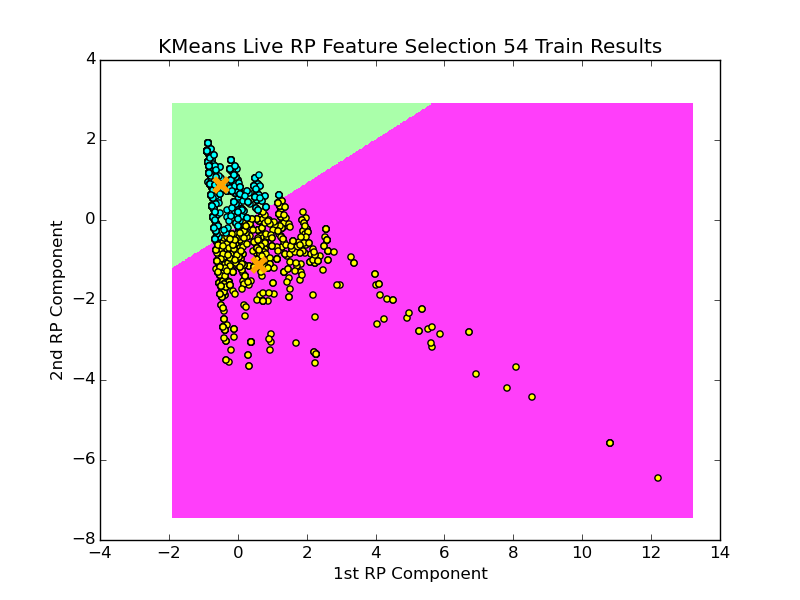 KMeans Live RP Feature Selection 54 Train Results
4
2
0
−2
−4
−6
−8
2nd RP Component
−4 −2 0 2 4 6 8 10 12 14
1st RP Component